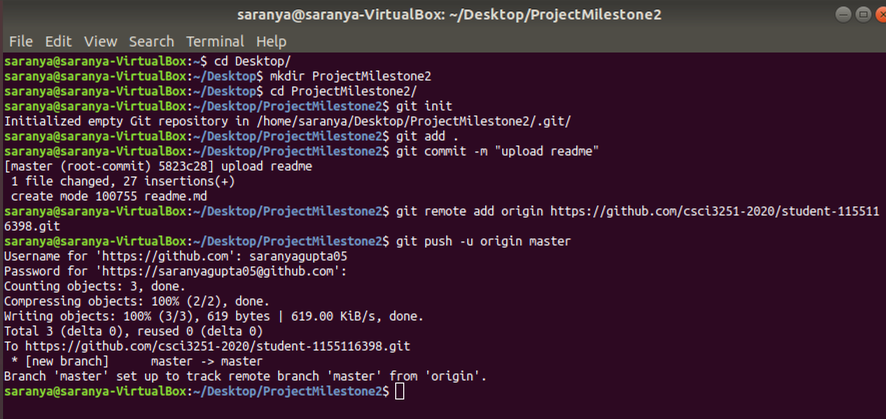 saranya@saranya-VirtualBox: ~/Desktop/ProjectMilestone2
File Edit View Search Terminal Help
saranya@saranya-VirtualBox:~$ cd Desktop/
saranya@saranya-VirtualBox:~/Desktop$ mkdir ProjectMilestone2
saranya@saranya-VirtualBox:~/Desktop$ cd ProjectMilestone2/
saranya@saranya-VirtualBox:~/Desktop/ProjectMilestone2$ git init
Initialized empty Git repository in /home/saranya/Desktop/ProjectMilestone2/.git/
saranya@saranya-VirtualBox:~/Desktop/ProjectMilestone2$ git add .
saranya@saranya-VirtualBox:~/Desktop/ProjectMilestone2$ git commit -m "upload readme"
[master (root-commit) 5823c28] upload readme
 1 file changed, 27 insertions(+)
 create mode 100755 readme.md
saranya@saranya-VirtualBox:~/Desktop/ProjectMilestone2$ git remote add origin https://github.com/csci3251-2020/student-115511
6398.git
saranya@saranya-VirtualBox:~/Desktop/ProjectMilestone2$ git push -u origin master
Username for 'https://github.com': saranyagupta05
Password for 'https://saranyagupta05@github.com':
Counting objects: 3, done.
Compressing objects: 100% (2/2), done.
Writing objects: 100% (3/3), 619 bytes | 619.00 KiB/s, done.
Total 3 (delta 0), reused 0 (delta 0)
To https://github.com/csci3251-2020/student-1155116398.git
 * [new branch]      master -> master
Branch 'master' set up to track remote branch 'master' from 'origin'.
saranya@saranya-VirtualBox:~/Desktop/ProjectMilestone2$